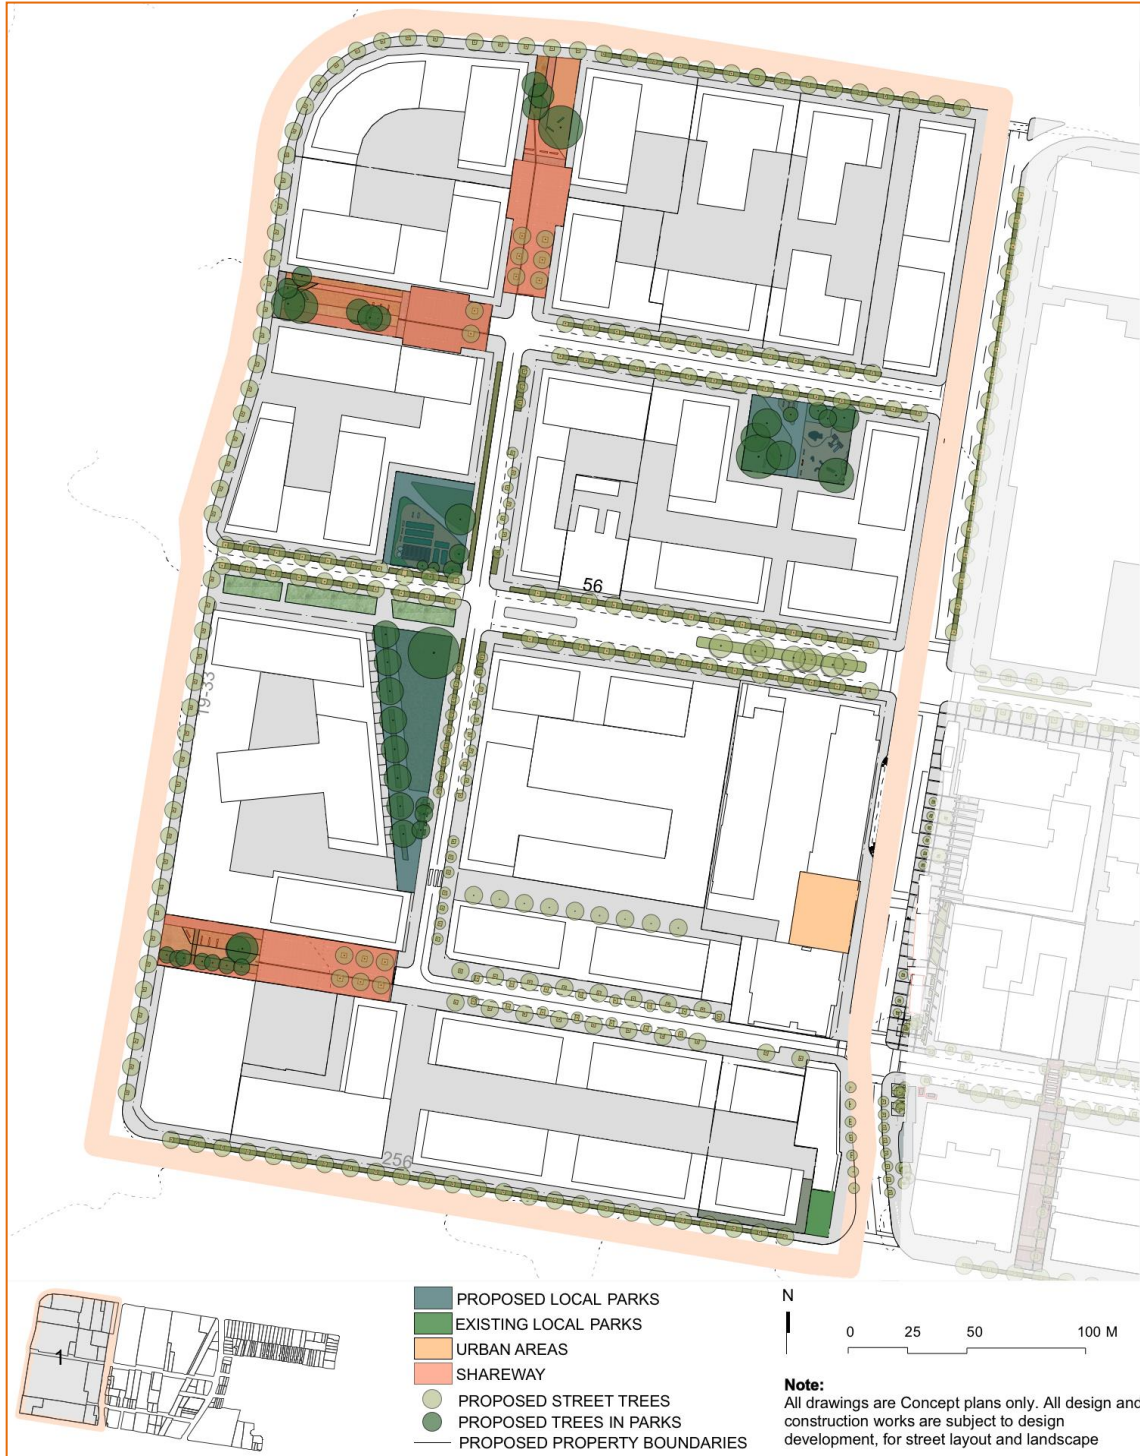 56
19-33
256
1
PROPOSED LOCAL PARKS
EXISTING LOCAL PARKS
URBAN AREAS
SHAREWAY
PROPOSED STREET TREES
PROPOSED TREES IN PARKS
PROPOSED PROPERTY BOUNDARIES
N
0 25 50 100 M
Note:
All drawings are Concept plans only. All design and
construction works are subject to design
development, for street layout and landscape